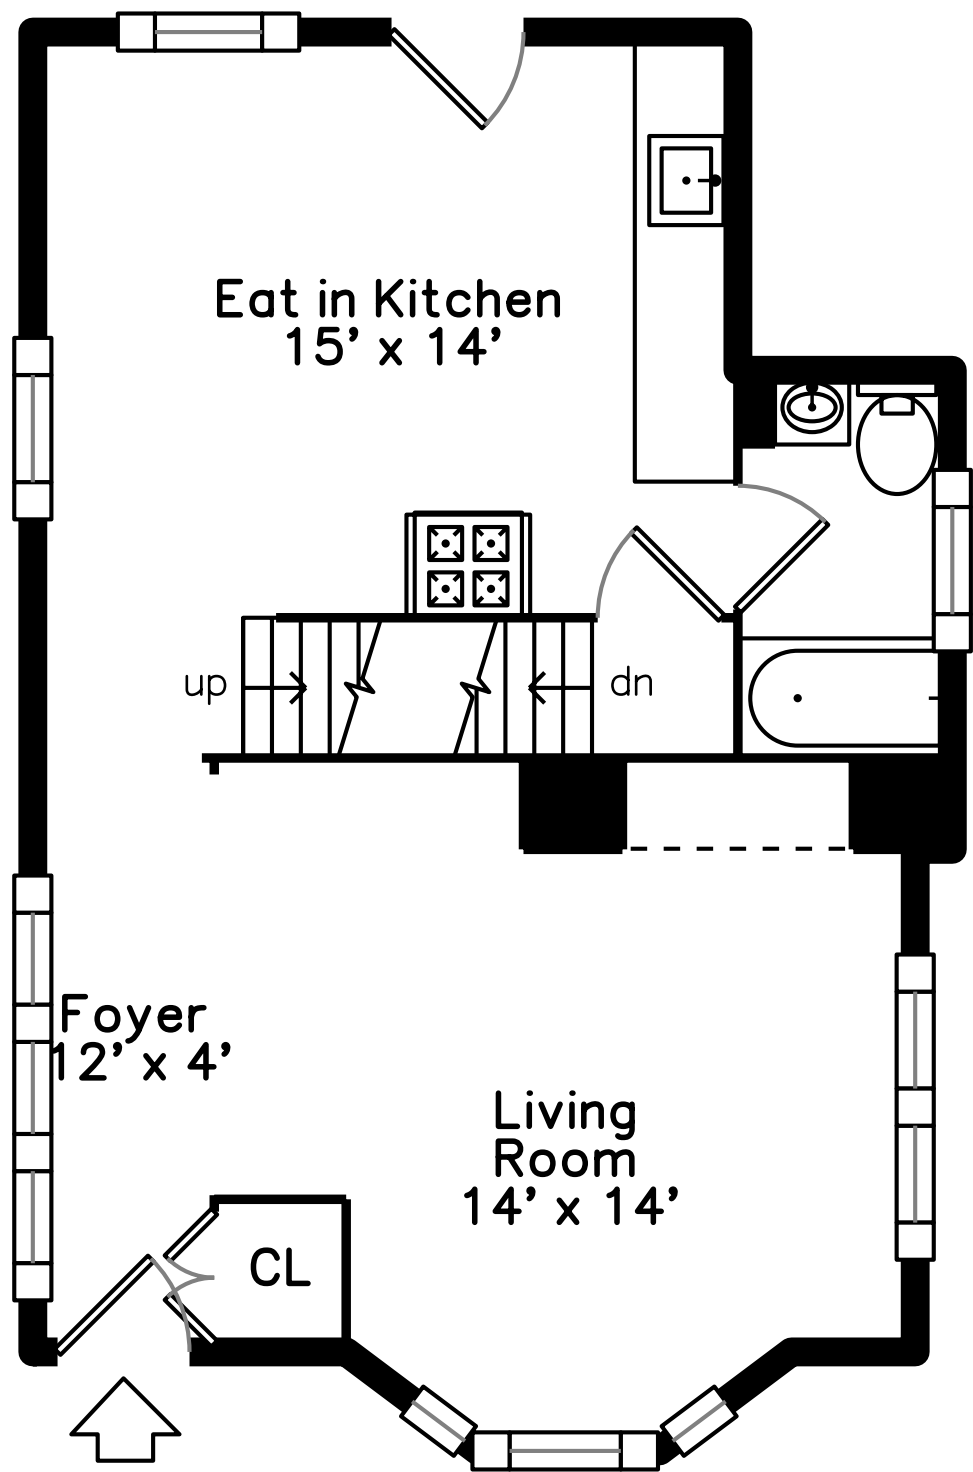 Eat in Kitchen
15' x 14'
up
dn
Foyer
12' x 4'
Living
Room
14' x 14'
CL